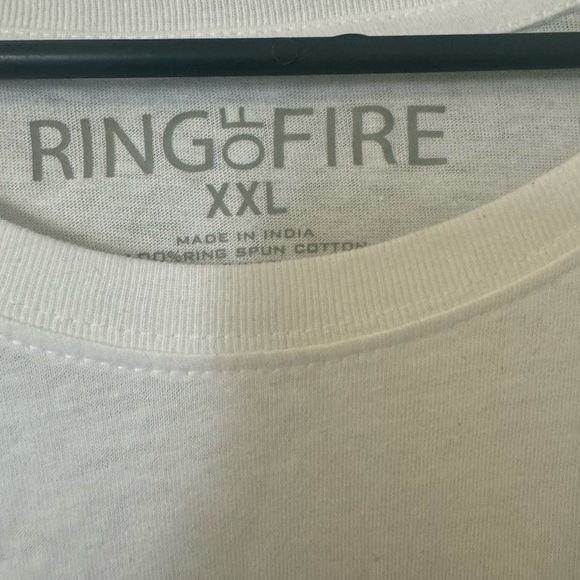 RING OF FIRE
XXL
MADE IN INDIA
100%RING SPUN COTTON